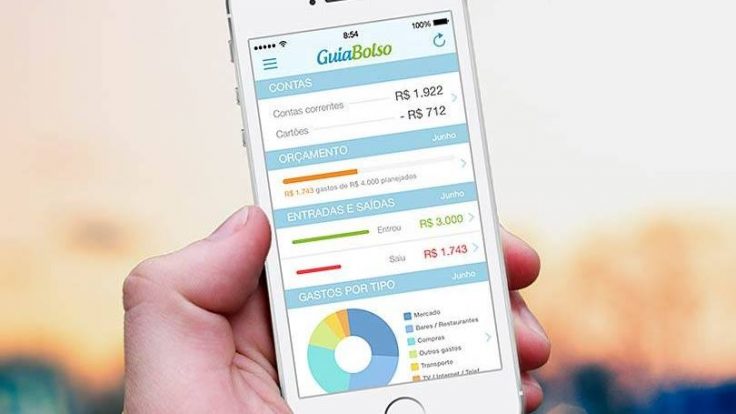 8:54
100%
GuiaBolso
CONTAS
Contas correntes R$ 1.922
Cartões - R$ 712
ORÇAMENTO Junho
R$ 1.743 gastos de R$ 4.000 planejados
ENTRADAS E SAÍDAS Junho
Entrou R$ 3.000
Saiu R$ 1.743
GASTOS POR TIPO Junho
Mercado
Bares / Restaurantes
Compras
Outros gastos
Transporte
TV / Internet / Telef